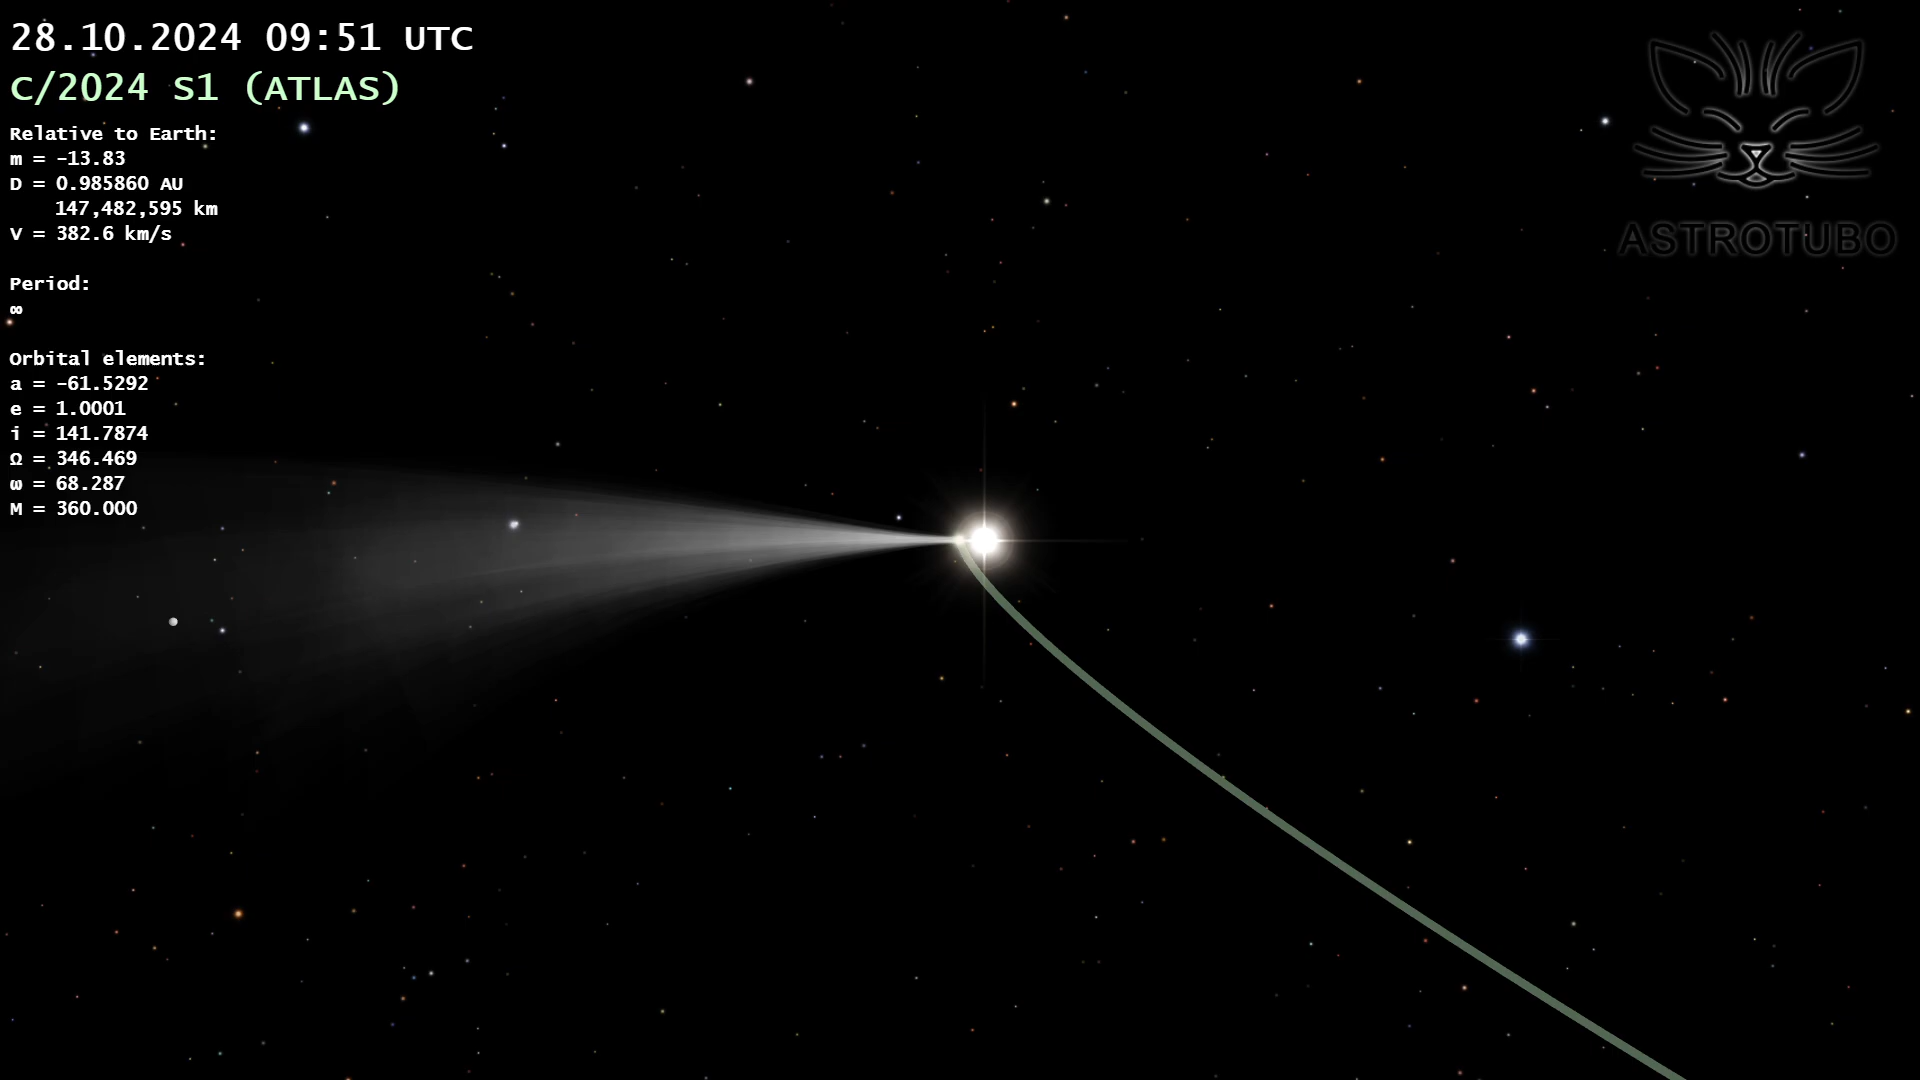 28.10.2024 09:51 UTC
C/2024 S1 (ATLAS)
Relative to Earth:
m = -13.83
D = 0.985860 AU
147,482,595 km
V = 382.6 km/s
Period:
∞
Orbital elements:
a = -61.5292
e = 1.0001
i = 141.7874
Ω = 346.469
ω = 68.287
M = 360.000
ASTROTUBO